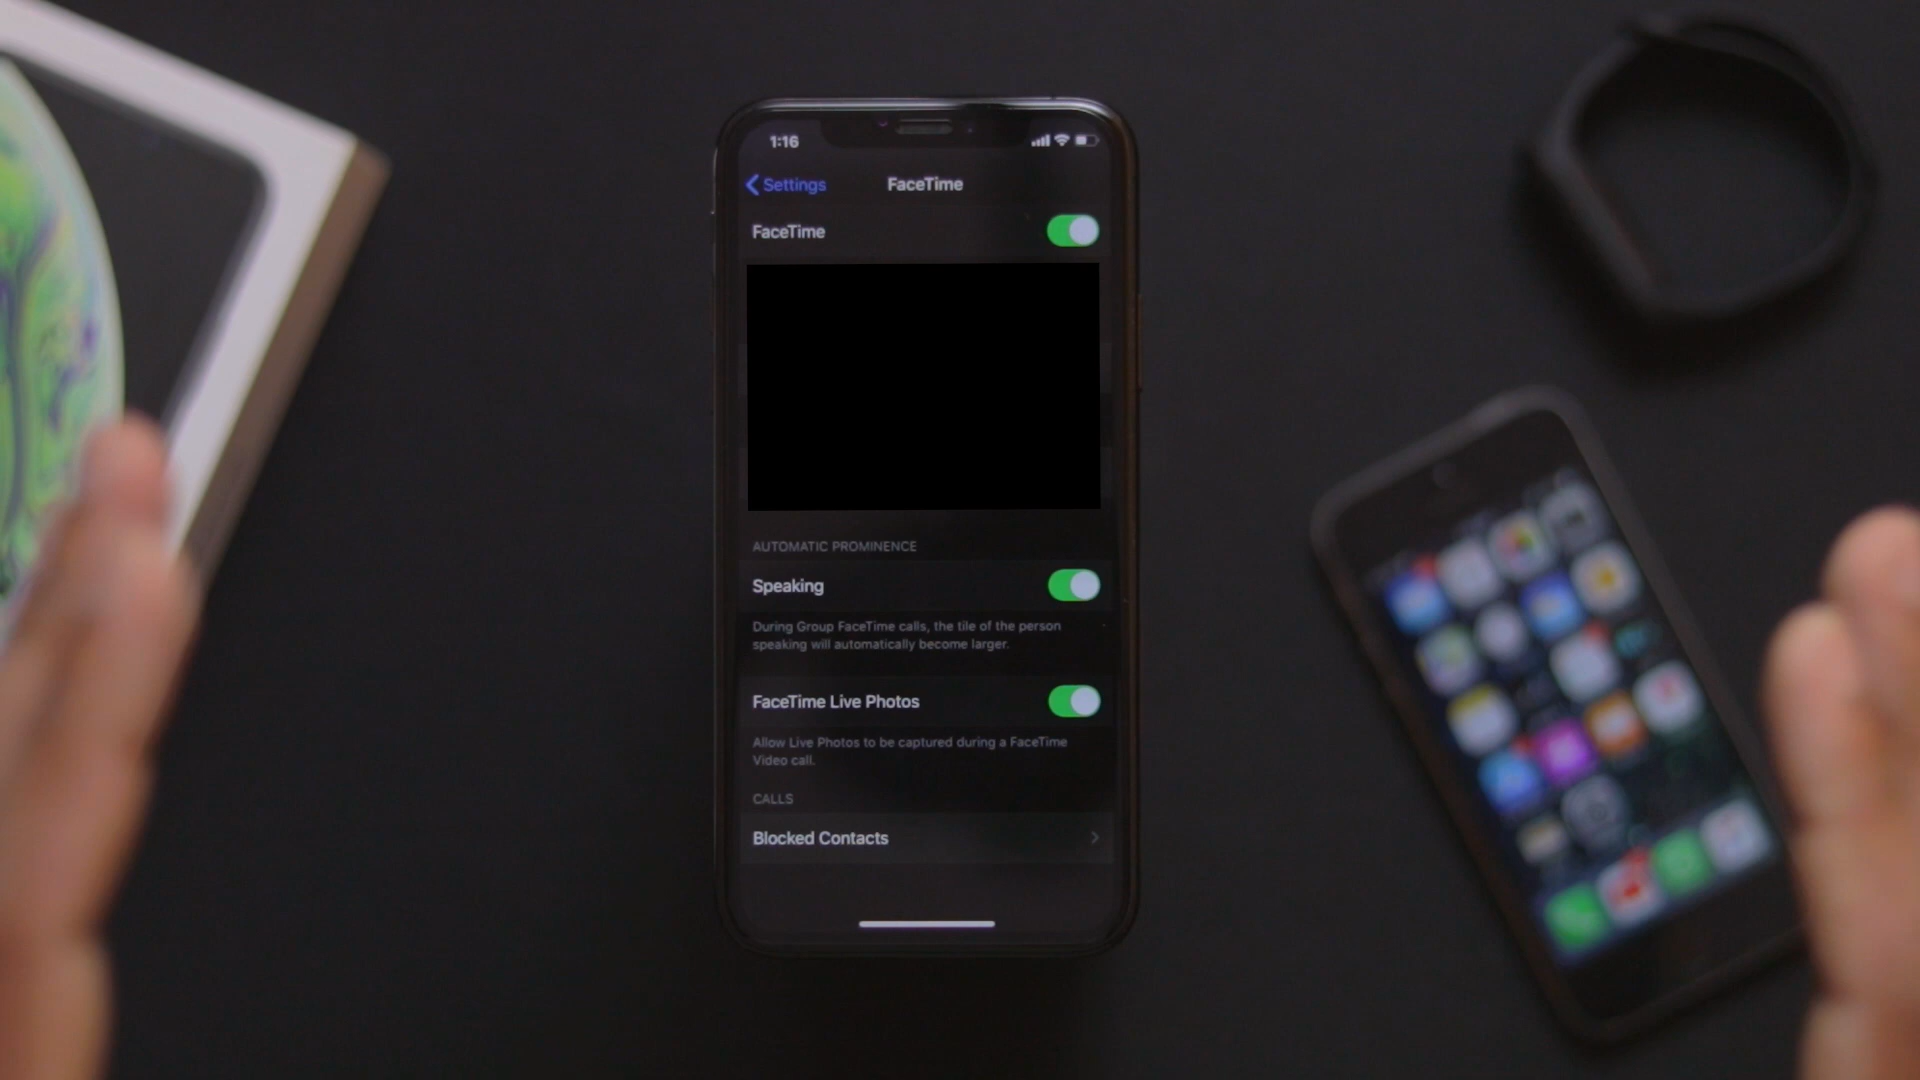 1:16
Settings
FaceTime
FaceTime
AUTOMATIC PROMINENCE
Speaking
During Group FaceTime calls, the tile of the person
speaking will automatically become larger.
FaceTime Live Photos
Allow Live Photos to be captured during a FaceTime
Video call.
CALLS
Blocked Contacts